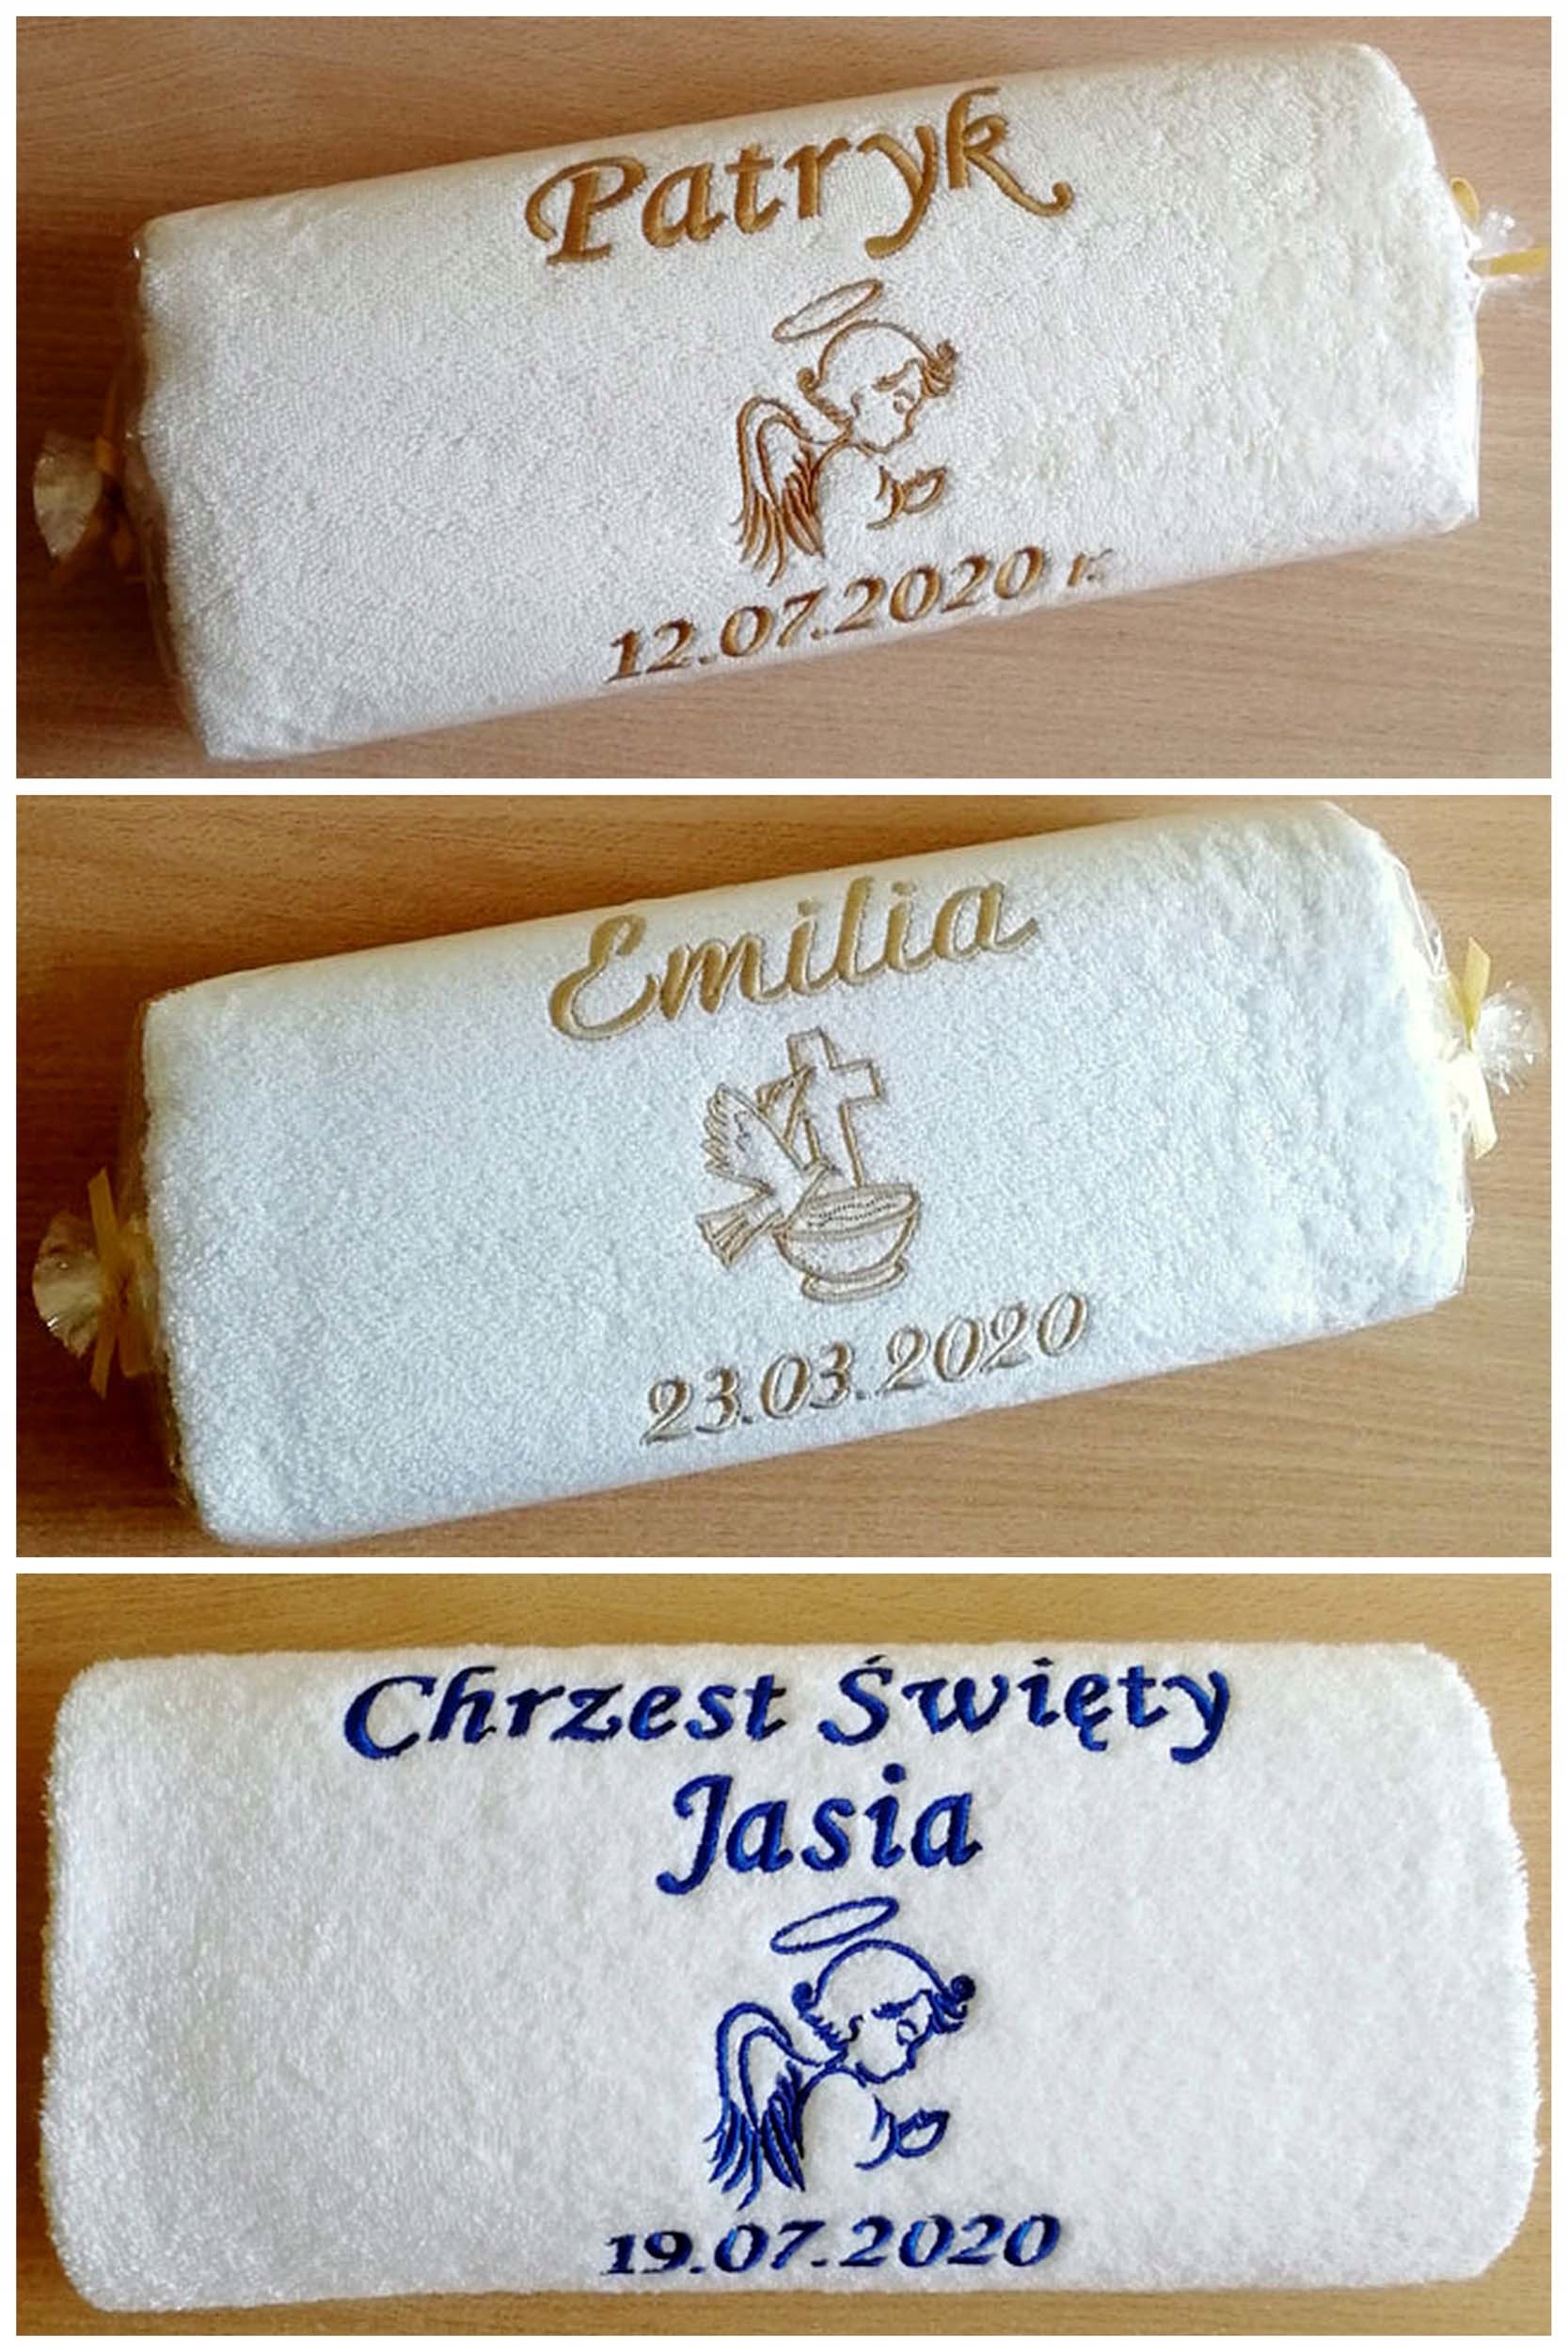 Patryk
12.07.2020 r.
Emilia
23.03.2020
Chrzest Święty
Jasia
19.07.2020